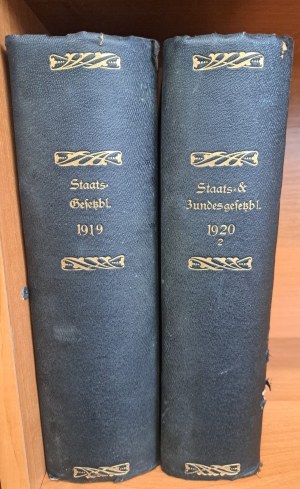 Staats-
Gesetzbl.
1919
Staats- &
Bundesgesetzbl.
1920
2